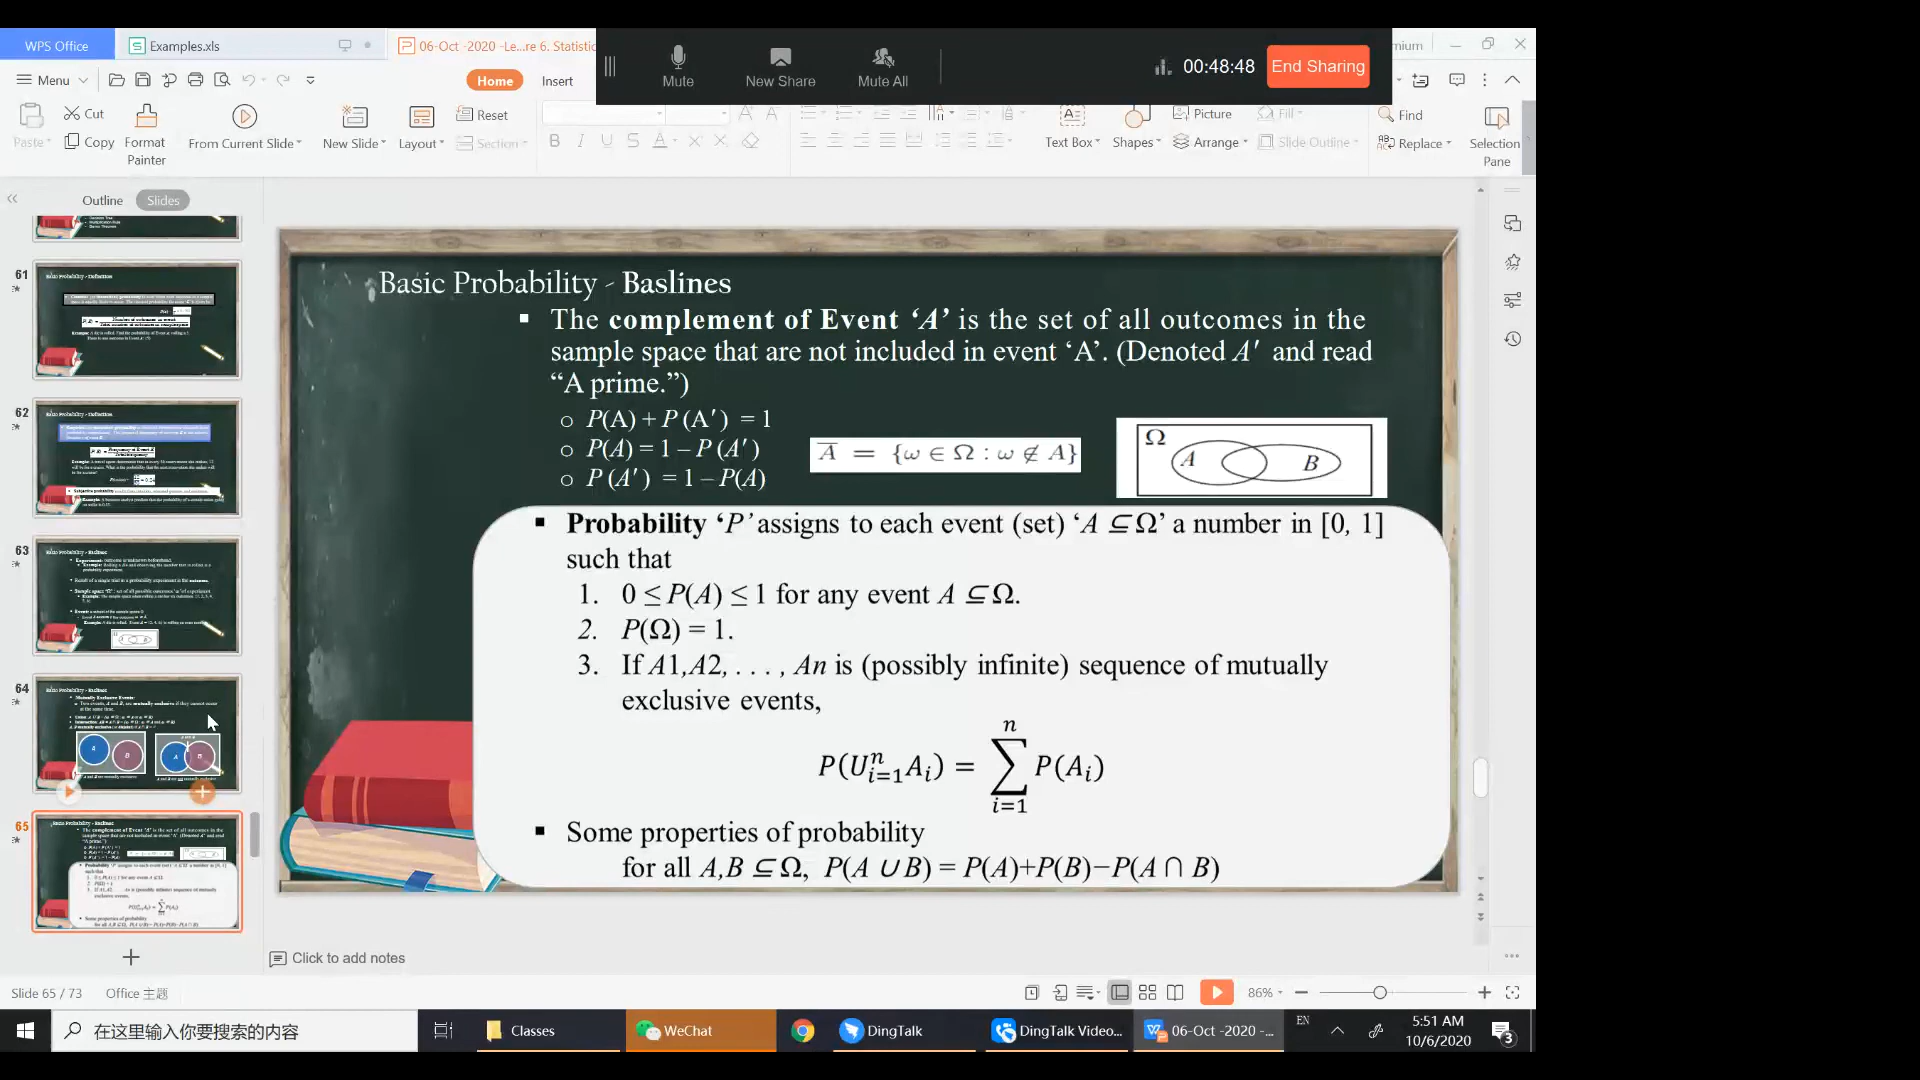 WPS Office
Examples.xls
06-Oct -2020 -Le...re 6. Statistic
Mute
New Share
Mute All
00:48:48
End Sharing
mium
Menu
Home
Insert
Paste
Cut
Copy
Format
Painter
From Current Slide
New Slide
Layout
Reset
Section
B I U S A
Text Box
Shapes
Picture
Arrange
Fill
Slide Outline
Find
Replace
Selection
Pane
Outline
Slides
61
62
63
64
65
Basic Probability - Baslines
▪ The complement of Event ‘A’ is the set of all outcomes in the
sample space that are not included in event ‘A’. (Denoted A′ and read
“A prime.”)
o P(A) + P (A′) = 1
o P(A) = 1 – P (A′)
o P (A′) = 1 – P(A)
A̅ = {ω ∈ Ω : ω ∉ A}
Ω
A
B
▪ Probability ‘P’ assigns to each event (set) ‘A ⊆ Ω’ a number in [0, 1]
such that
1. 0 ≤ P(A) ≤ 1 for any event A ⊆ Ω.
2. P(Ω) = 1.
3. If A1,A2, . . . , An is (possibly infinite) sequence of mutually
exclusive events,
P(U_{i=1}^{n} A_i) = ∑_{i=1}^{n} P(A_i)
▪ Some properties of probability
for all A,B ⊆ Ω, P(A ∪ B) = P(A)+P(B)−P(A ∩ B)
Click to add notes
Slide 65 / 73
Office 主题
86%
在这里输入你要搜索的内容
Classes
WeChat
DingTalk
DingTalk Video...
06-Oct -2020 -...
EN
5:51 AM
10/6/2020
3